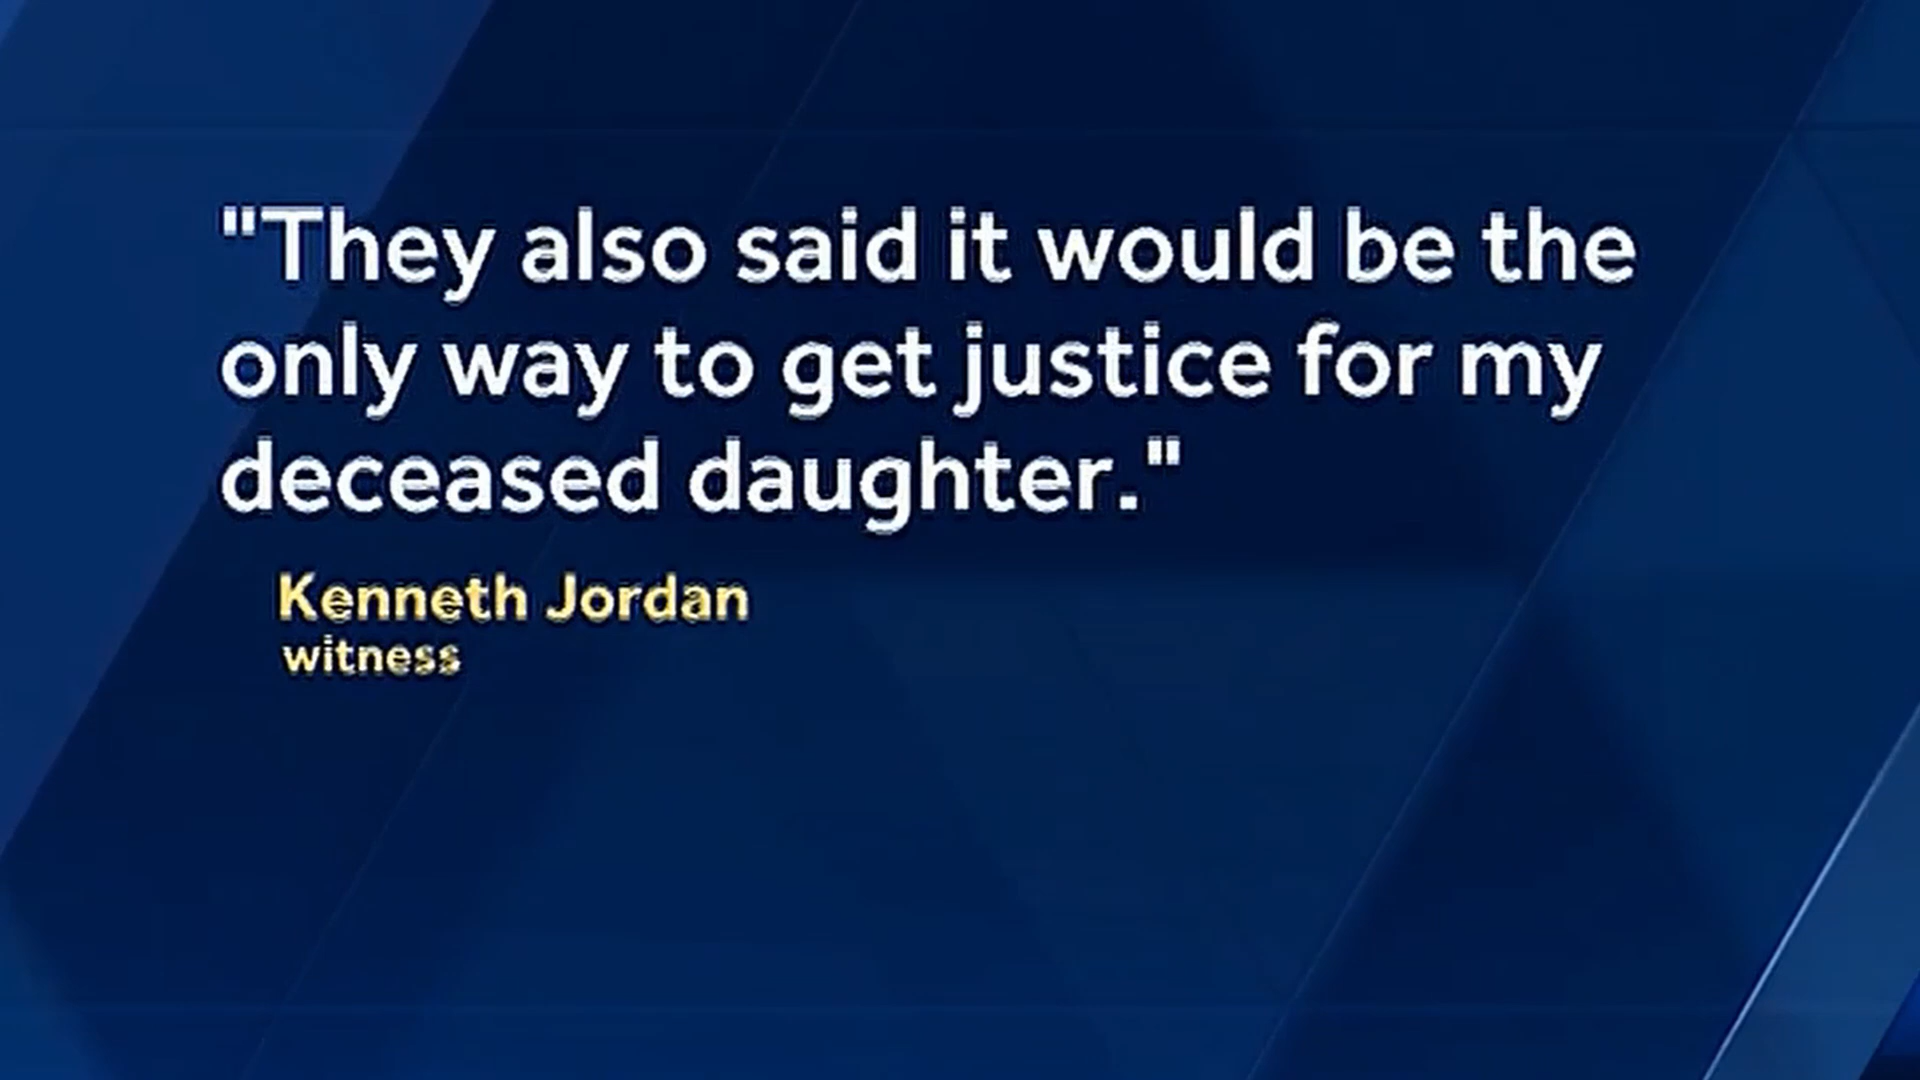 "They also said it would be the
only way to get justice for my
deceased daughter."
Kenneth Jordan
witness